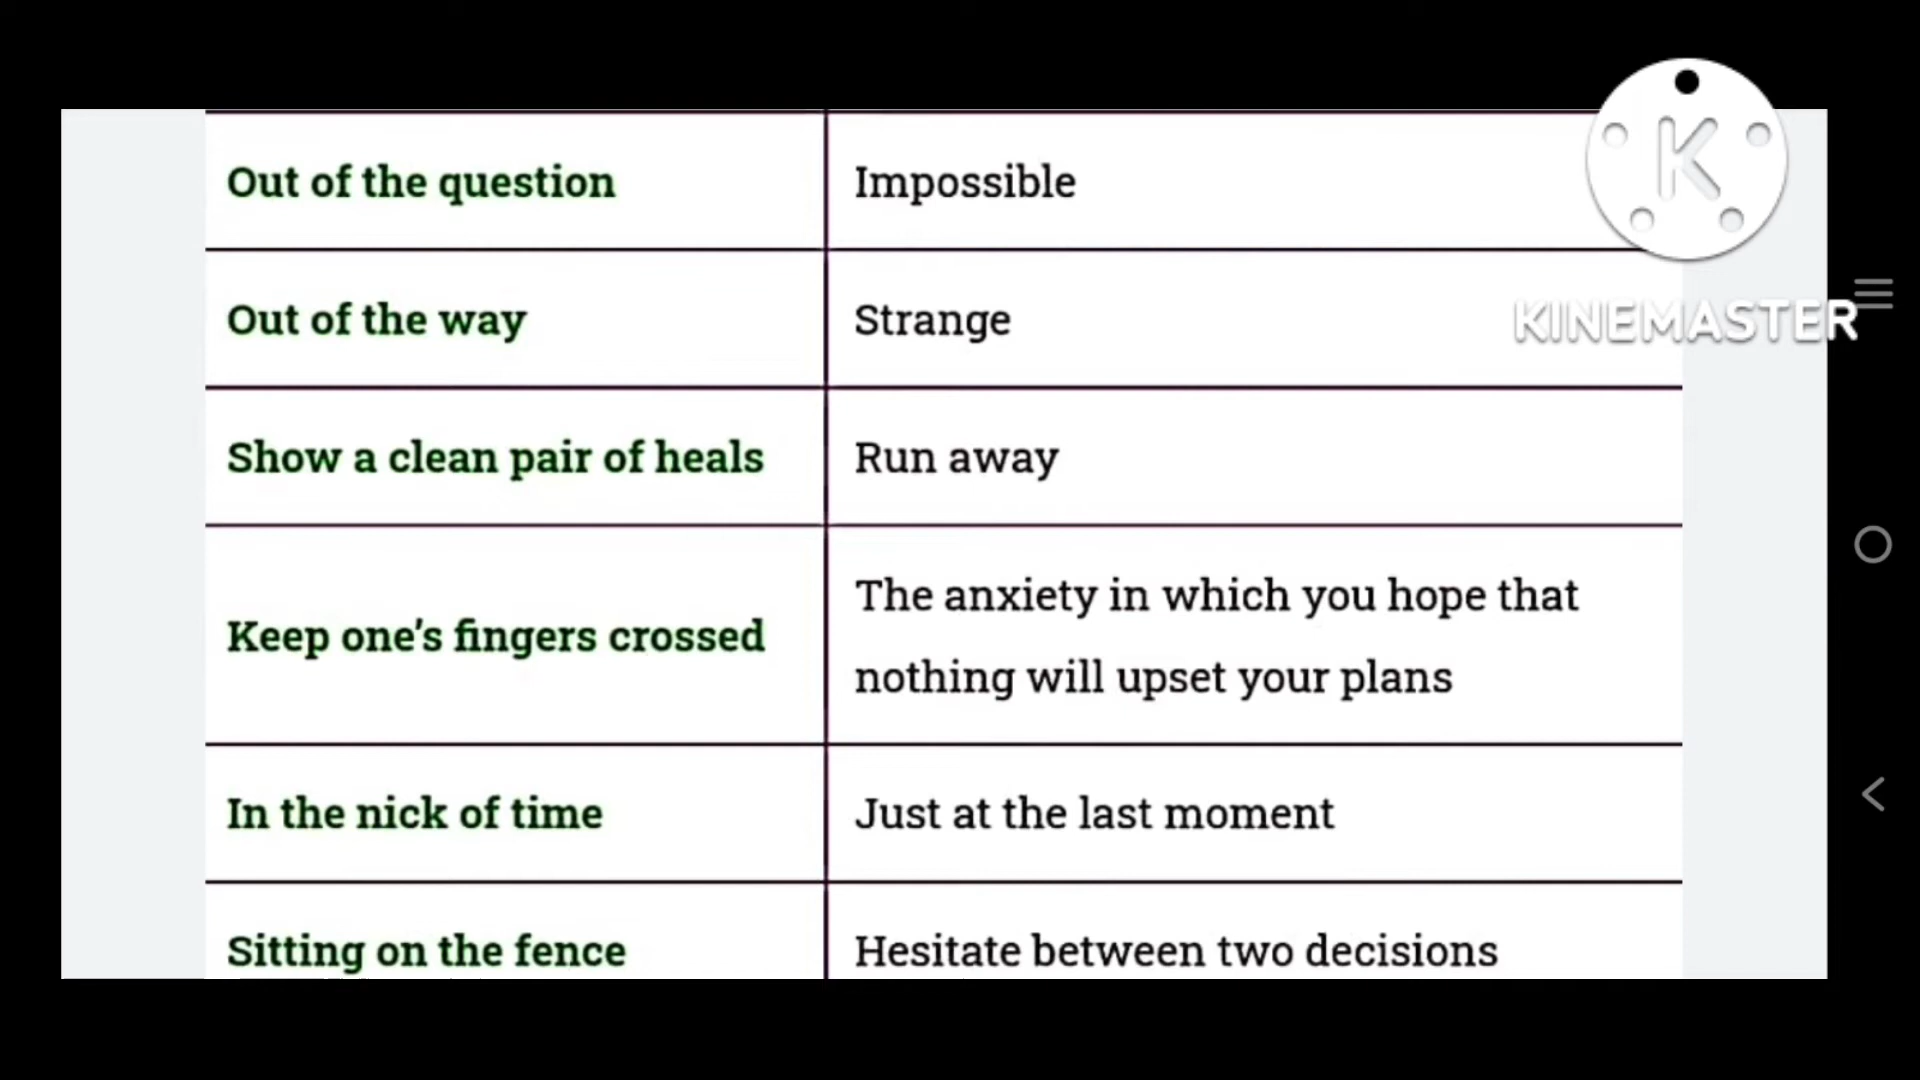 Out of the question Impossible
Out of the way Strange
Show a clean pair of heals Run away
Keep one's fingers crossed The anxiety in which you hope that
nothing will upset your plans
In the nick of time Just at the last moment
Sitting on the fence Hesitate between two decisions
K
KINEMASTER